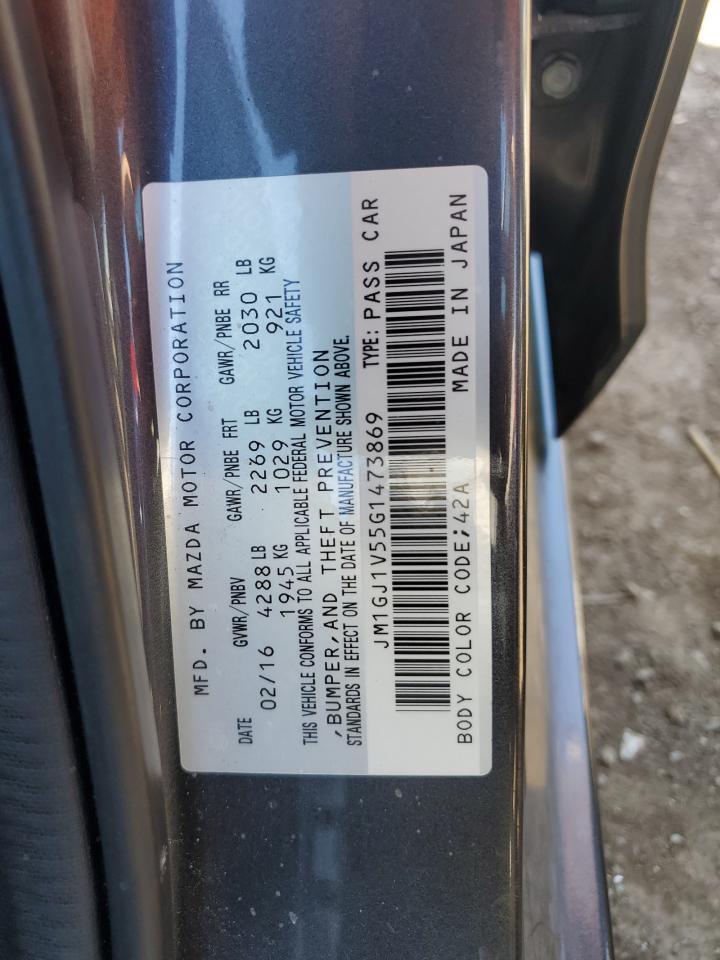 MFD. BY MAZDA MOTOR CORPORATION
DATE GVWR/PNBV GAWR/PNBE FRT GAWR/PNBE RR
02/16 4288 LB 2269 LB 2030 LB
1945 KG 1029 KG 921 KG
THIS VEHICLE CONFORMS TO ALL APPLICABLE FEDERAL MOTOR VEHICLE SAFETY
,BUMPER,AND THEFT PREVENTION
STANDARDS IN EFFECT ON THE DATE OF MANUFACTURE SHOWN ABOVE.
JM1GJ1V55G1473869 TYPE: PASS CAR
BODY COLOR CODE;42A MADE IN JAPAN